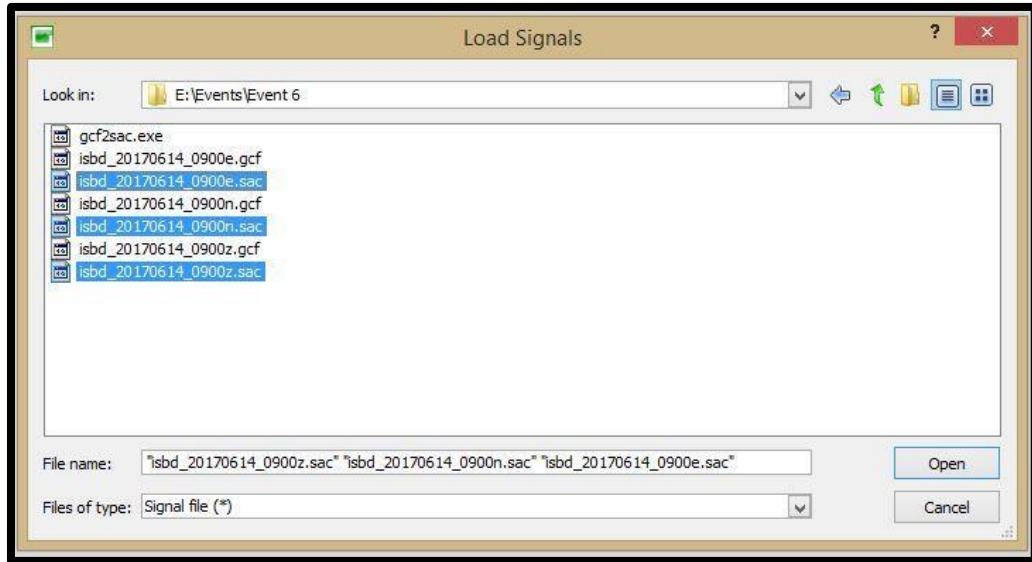 Load Signals
?
Look in: E:\Events\Event 6
gcf2sac.exe
isbd_20170614_0900e.gcf
isbd_20170614_0900e.sac
isbd_20170614_0900n.gcf
isbd_20170614_0900n.sac
isbd_20170614_0900z.gcf
isbd_20170614_0900z.sac
File name: "isbd_20170614_0900z.sac" "isbd_20170614_0900n.sac" "isbd_20170614_0900e.sac" Open
Files of type: Signal file (*) Cancel